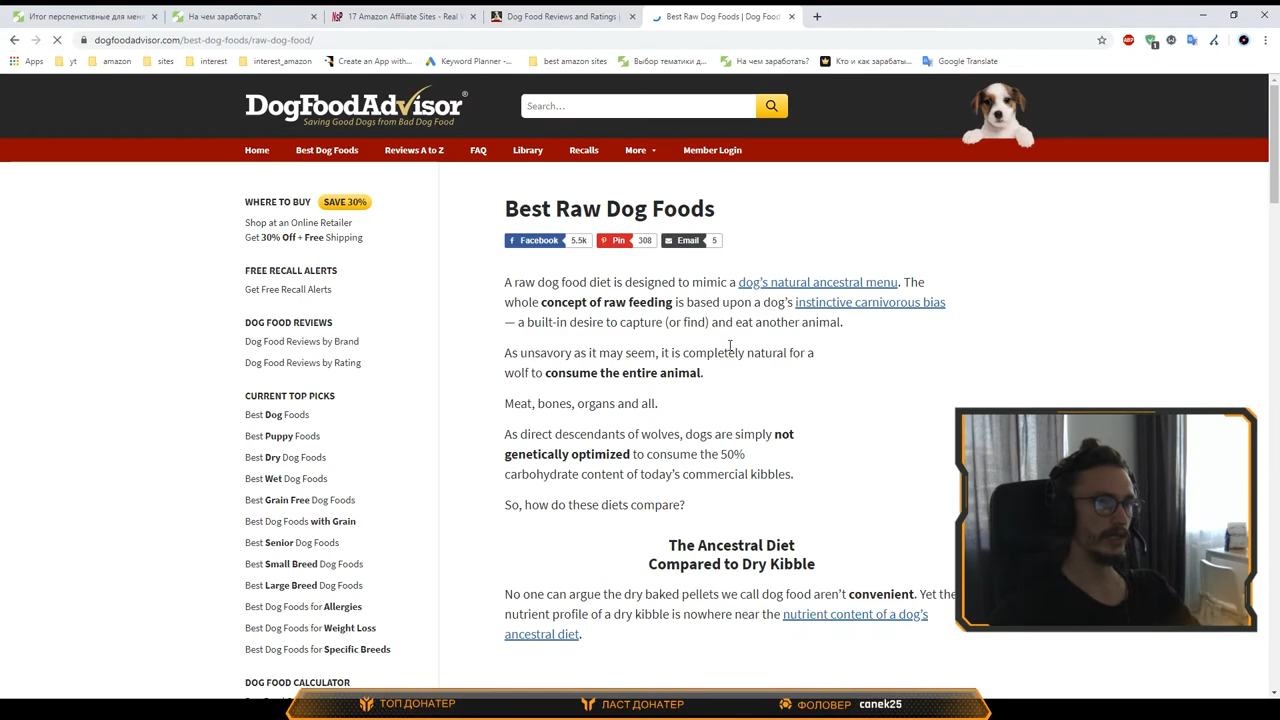 Итог перспективные для мен
На чем заработать?
17 Amazon Affiliate Sites - Real W
Dog Food Reviews and Ratings |
Best Raw Dog Foods | Dog Food
dogfoodadvisor.com/best-dog-foods/raw-dog-food/
Apps
yt
amazon
sites
interest
interest_amazon
Create an App with...
Keyword Planner -...
best amazon sites
Выбор тематики д...
На чем заработать?
Кто и как зарабаты...
Google Translate
DogFoodAdvisor®
Saving Good Dogs from Bad Dog Food
Search...
Home Best Dog Foods Reviews A to Z FAQ Library Recalls More Member Login
WHERE TO BUY SAVE 30%
Shop at an Online Retailer
Get 30% Off + Free Shipping
FREE RECALL ALERTS
Get Free Recall Alerts
DOG FOOD REVIEWS
Dog Food Reviews by Brand
Dog Food Reviews by Rating
CURRENT TOP PICKS
Best Dog Foods
Best Puppy Foods
Best Dry Dog Foods
Best Wet Dog Foods
Best Grain Free Dog Foods
Best Dog Foods with Grain
Best Senior Dog Foods
Best Small Breed Dog Foods
Best Large Breed Dog Foods
Best Dog Foods for Allergies
Best Dog Foods for Weight Loss
Best Dog Foods for Specific Breeds
DOG FOOD CALCULATOR
Best Raw Dog Foods
Facebook 5.5k Pin 308 Email 5
A raw dog food diet is designed to mimic a dog's natural ancestral menu. The
whole concept of raw feeding is based upon a dog's instinctive carnivorous bias
— a built-in desire to capture (or find) and eat another animal.
As unsavory as it may seem, it is completely natural for a
wolf to consume the entire animal.
Meat, bones, organs and all.
As direct descendants of wolves, dogs are simply not
genetically optimized to consume the 50%
carbohydrate content of today's commercial kibbles.
So, how do these diets compare?
The Ancestral Diet
Compared to Dry Kibble
No one can argue the dry baked pellets we call dog food aren't convenient. Yet the
nutrient profile of a dry kibble is nowhere near the nutrient content of a dog's
ancestral diet.
ТОП ДОНАТЕР
ЛАСТ ДОНАТЕР
ФОЛОВЕР canek25